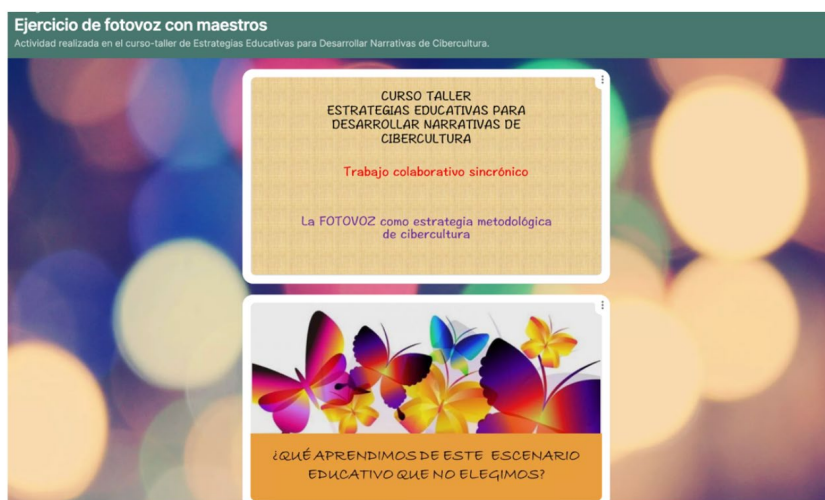 Ejercicio de fotovoz con maestros
Actividad realizada en el curso-taller de Estrategias Educativas para Desarrollar Narrativas de Cibercultura.
CURSO TALLER
ESTRATEGIAS EDUCATIVAS PARA
DESARROLLAR NARRATIVAS DE
CIBERCULTURA
Trabajo colaborativo sincrónico
La FOTOVOZ como estrategia metodológica
de cibercultura
¿QUÉ APRENDIMOS DE ESTE ESCENARIO
EDUCATIVO QUE NO ELEGIMOS?